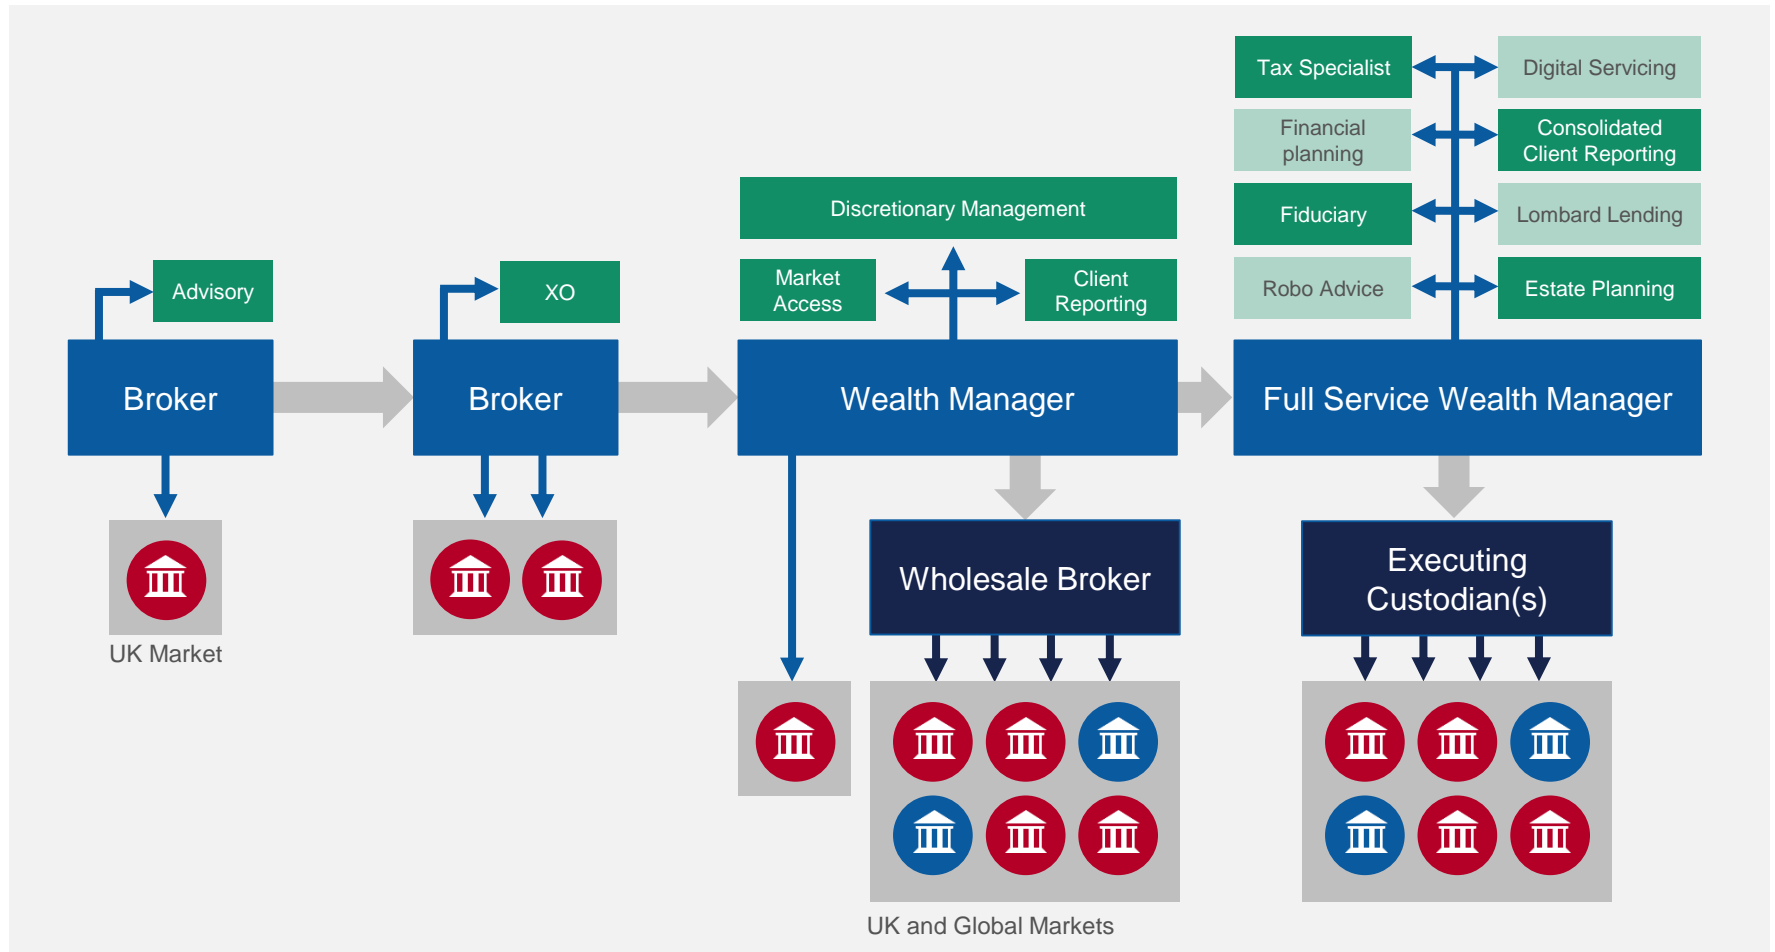 Tax Specialist
Digital Servicing
Financial
planning
Consolidated
Client Reporting
Discretionary Management
Fiduciary
Lombard Lending
Advisory
XO
Market
Access
Client
Reporting
Robo Advice
Estate Planning
Broker
Broker
Wealth Manager
Full Service Wealth Manager
Wholesale Broker
Executing
Custodian(s)
UK Market
UK and Global Markets